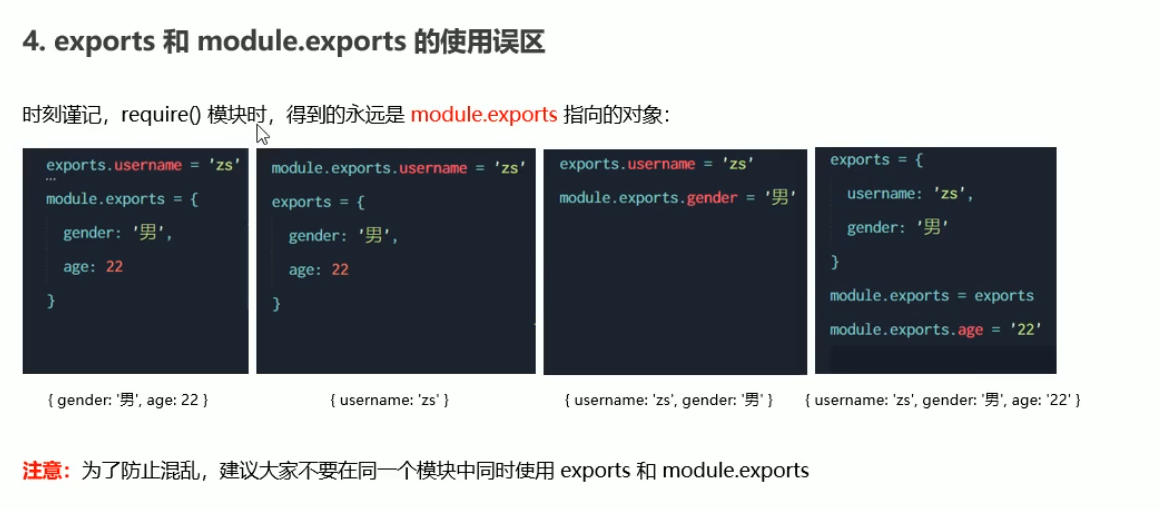 4. exports 和 module.exports 的使用误区
时刻谨记，require() 模块时，得到的永远是 module.exports 指向的对象：
exports.username = 'zs'
module.exports = {
gender: '男',
age: 22
}
module.exports.username = 'zs'
exports = {
gender: '男',
age: 22
}
exports.username = 'zs'
module.exports.gender = '男'
exports = {
username: 'zs',
gender: '男'
}
module.exports = exports
module.exports.age = '22'
{ gender: '男', age: 22 }
{ username: 'zs' }
{ username: 'zs', gender: '男' }
{ username: 'zs', gender: '男', age: '22' }
注意：为了防止混乱，建议大家不要在同一个模块中同时使用 exports 和 module.exports